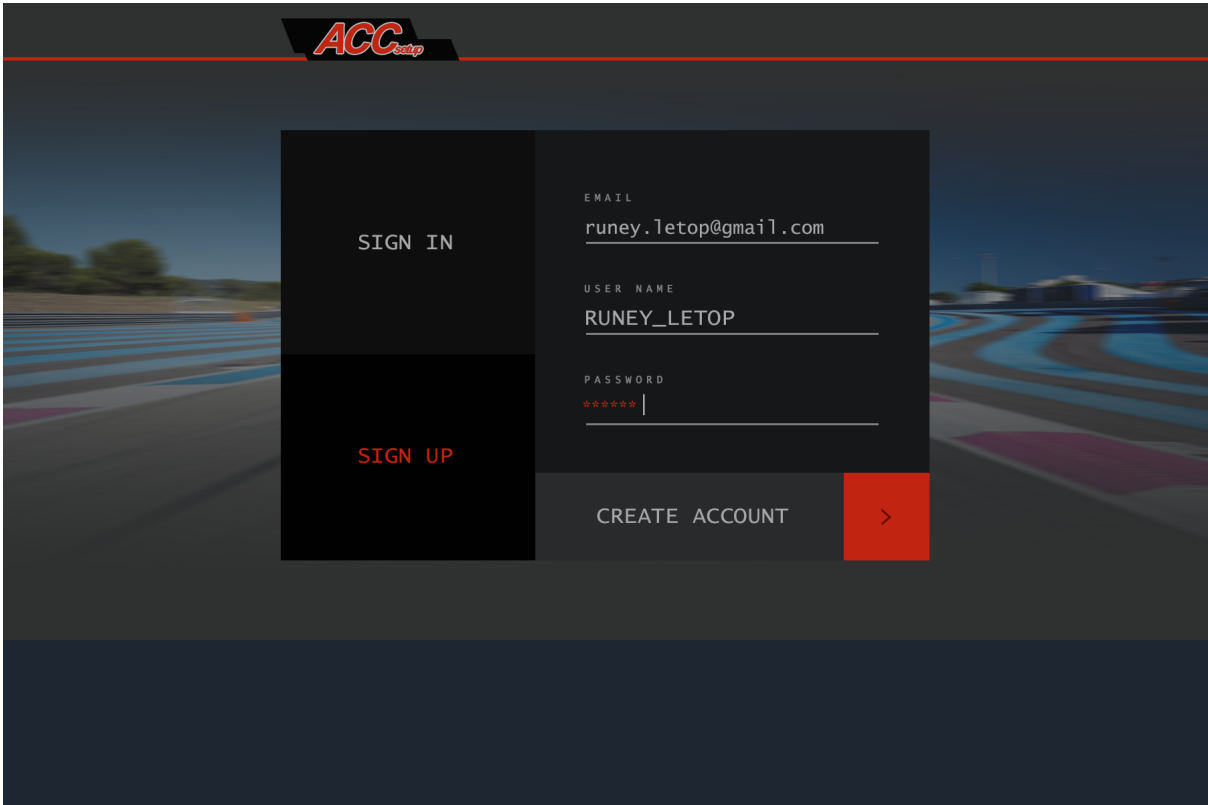 ACC
setup
SIGN IN
SIGN UP
EMAIL
runey.letop@gmail.com
USER NAME
RUNEY_LETOP
PASSWORD
******
CREATE ACCOUNT
>